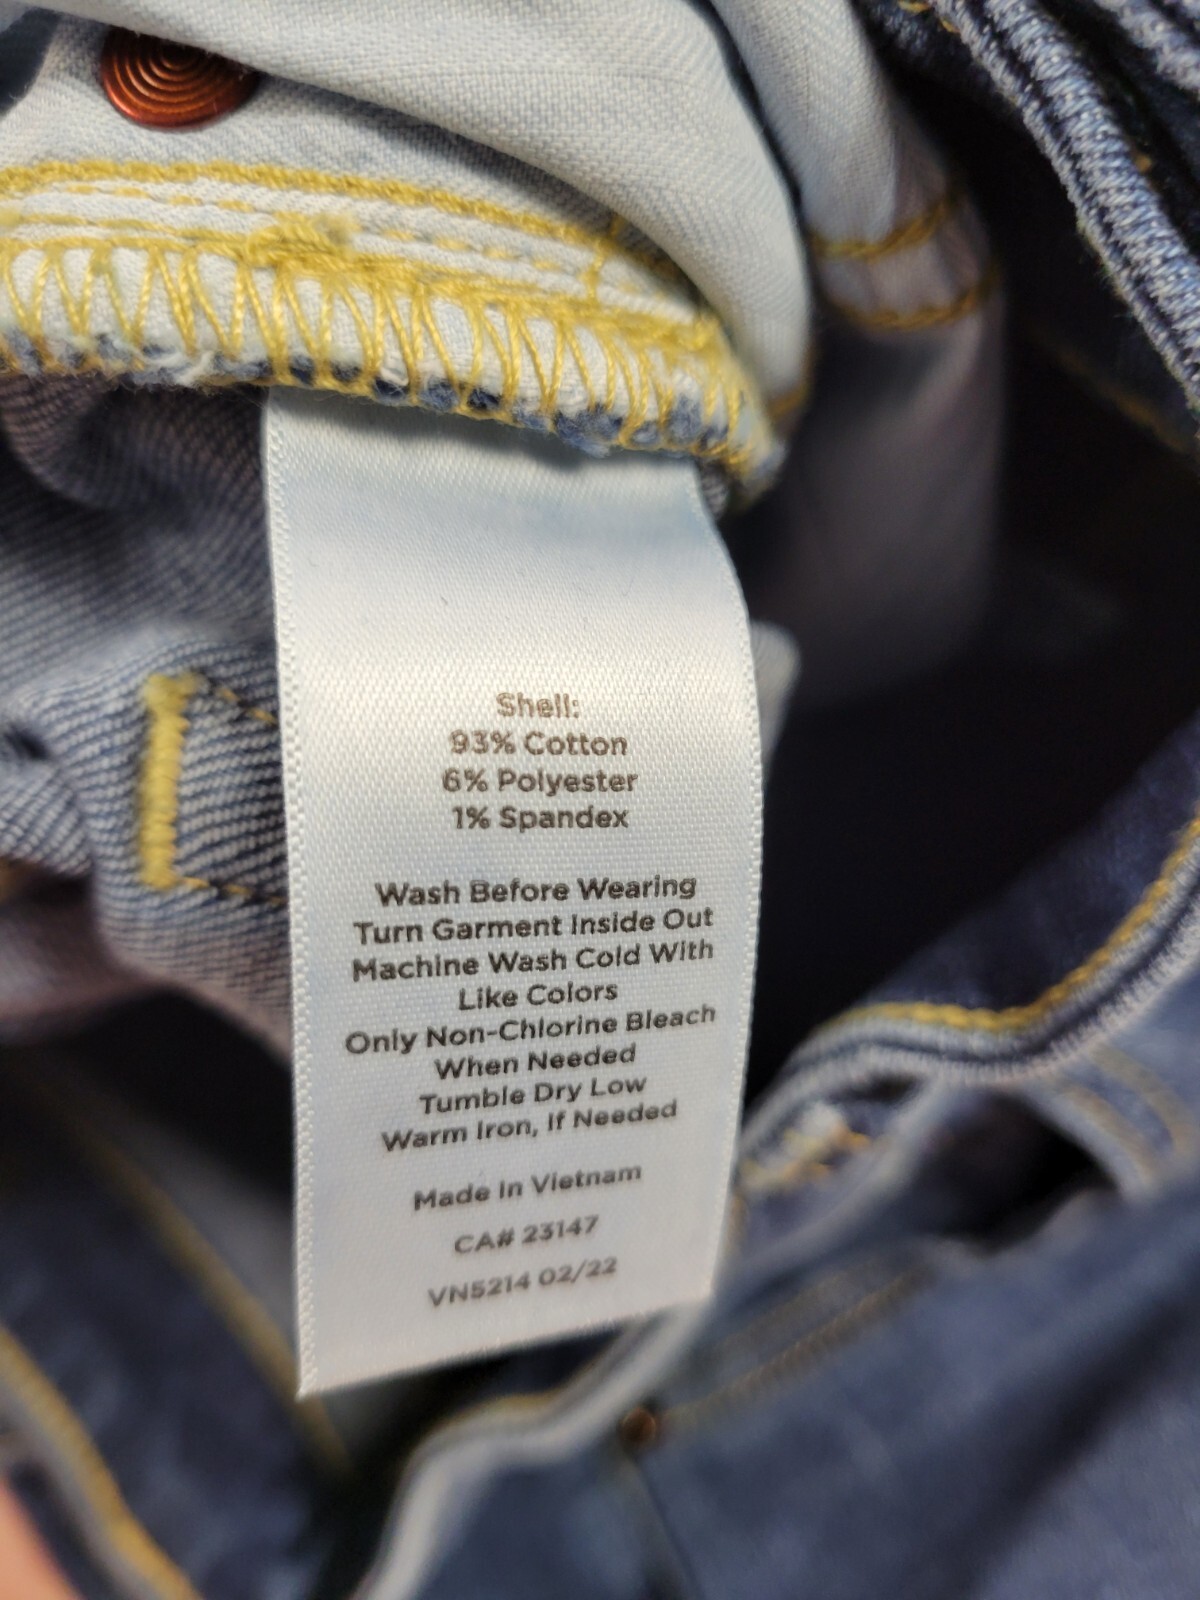 Shell:
93% Cotton
6% Polyester
1% Spandex
Wash Before Wearing
Turn Garment Inside Out
Machine Wash Cold With
Like Colors
Only Non-Chlorine Bleach
When Needed
Tumble Dry Low
Warm Iron, If Needed
Made In Vietnam
CA# 23147
VN5214 02/22